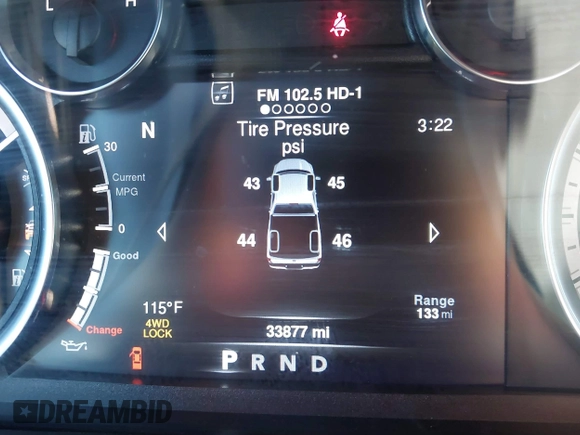 L H
FM 102.5 HD-1
N
Tire Pressure
3:22
psi
30
Current
MPG
43 45
0
44 46
Good
115°F
Range
133 mi
4WD
LOCK
33877 mi
Change
P R N D
DREAMBID